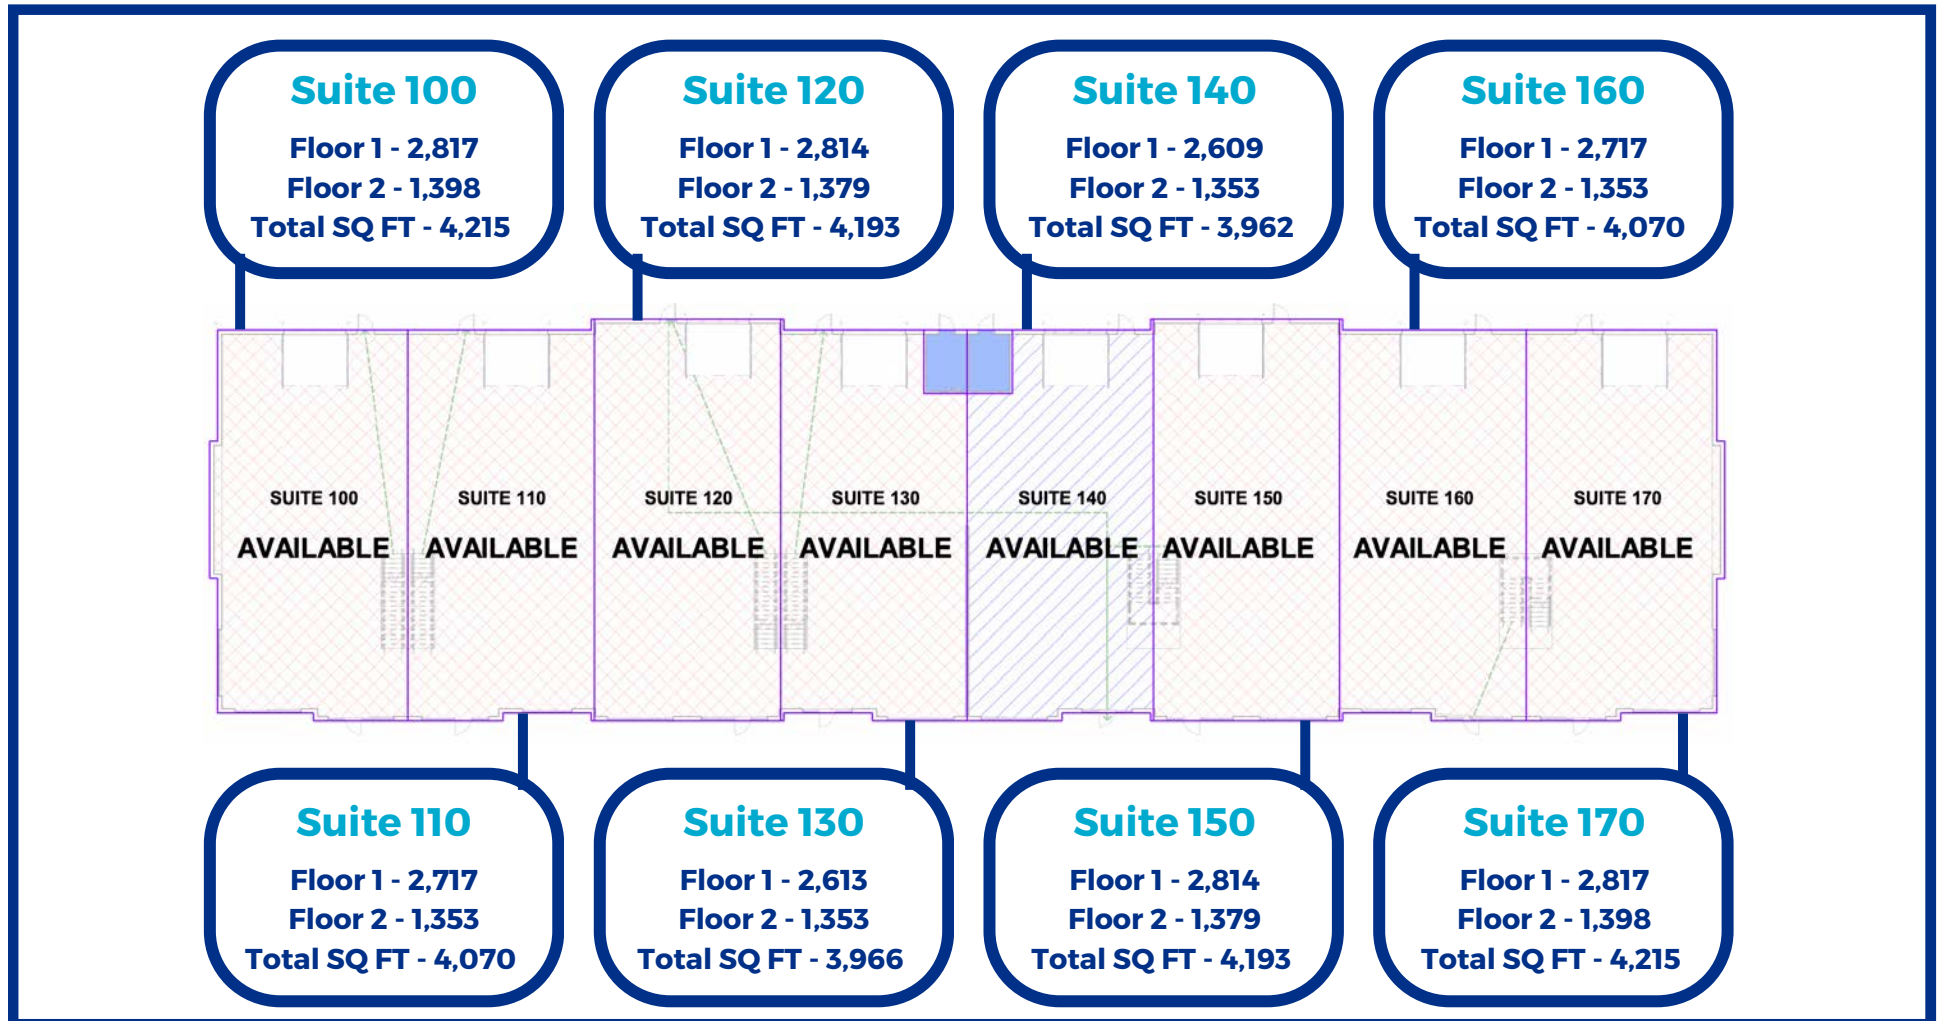 Suite 100
Floor 1 - 2,817
Floor 2 - 1,398
Total SQ FT - 4,215
Suite 120
Floor 1 - 2,814
Floor 2 - 1,379
Total SQ FT - 4,193
Suite 140
Floor 1 - 2,609
Floor 2 - 1,353
Total SQ FT - 3,962
Suite 160
Floor 1 - 2,717
Floor 2 - 1,353
Total SQ FT - 4,070
SUITE 100
AVAILABLE
SUITE 110
AVAILABLE
SUITE 120
AVAILABLE
SUITE 130
AVAILABLE
SUITE 140
AVAILABLE
SUITE 150
AVAILABLE
SUITE 160
AVAILABLE
SUITE 170
AVAILABLE
Suite 110
Floor 1 - 2,717
Floor 2 - 1,353
Total SQ FT - 4,070
Suite 130
Floor 1 - 2,613
Floor 2 - 1,353
Total SQ FT - 3,966
Suite 150
Floor 1 - 2,814
Floor 2 - 1,379
Total SQ FT - 4,193
Suite 170
Floor 1 - 2,817
Floor 2 - 1,398
Total SQ FT - 4,215